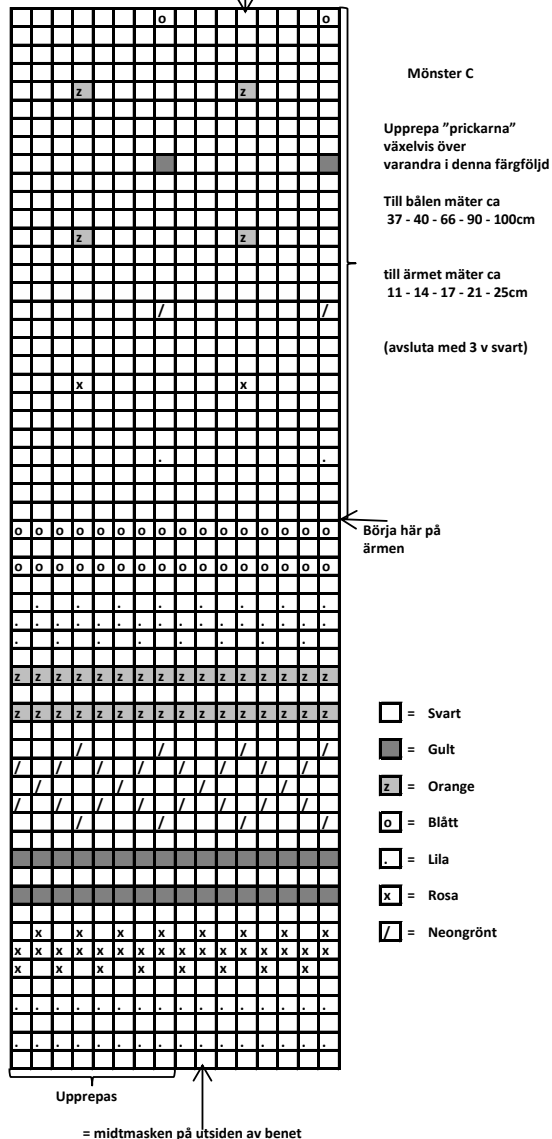 Mönster C
Upprepa ”prickarna”
växelvis över
varandra i denna färgföljd
Till bålen mäter ca
37 - 40 - 66 - 90 - 100cm
till ärmet mäter ca
11 - 14 - 17 - 21 - 25cm
(avsluta med 3 v svart)
Börja här på
ärmen
= Svart
= Gult
z = Orange
o = Blått
. = Lila
x = Rosa
/ = Neongrönt
Upprepas
= midtmasken på utsiden av benet